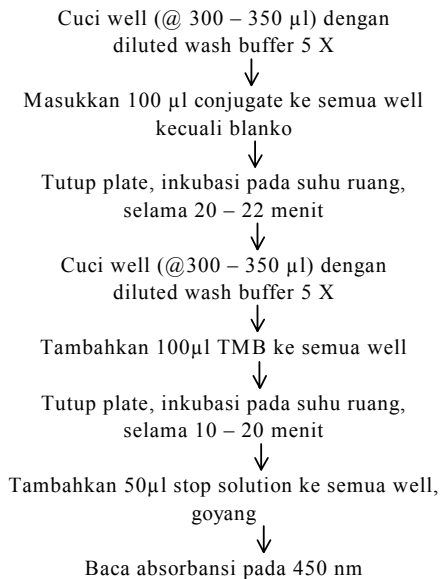 Cuci well (@ 300 – 350 µl) dengan
diluted wash buffer 5 X
Masukkan 100 µl conjugate ke semua well
kecuali blanko
Tutup plate, inkubasi pada suhu ruang,
selama 20 – 22 menit
Cuci well (@300 – 350 µl) dengan
diluted wash buffer 5 X
Tambahkan 100µl TMB ke semua well
Tutup plate, inkubasi pada suhu ruang,
selama 10 – 20 menit
Tambahkan 50µl stop solution ke semua well,
goyang
Baca absorbansi pada 450 nm